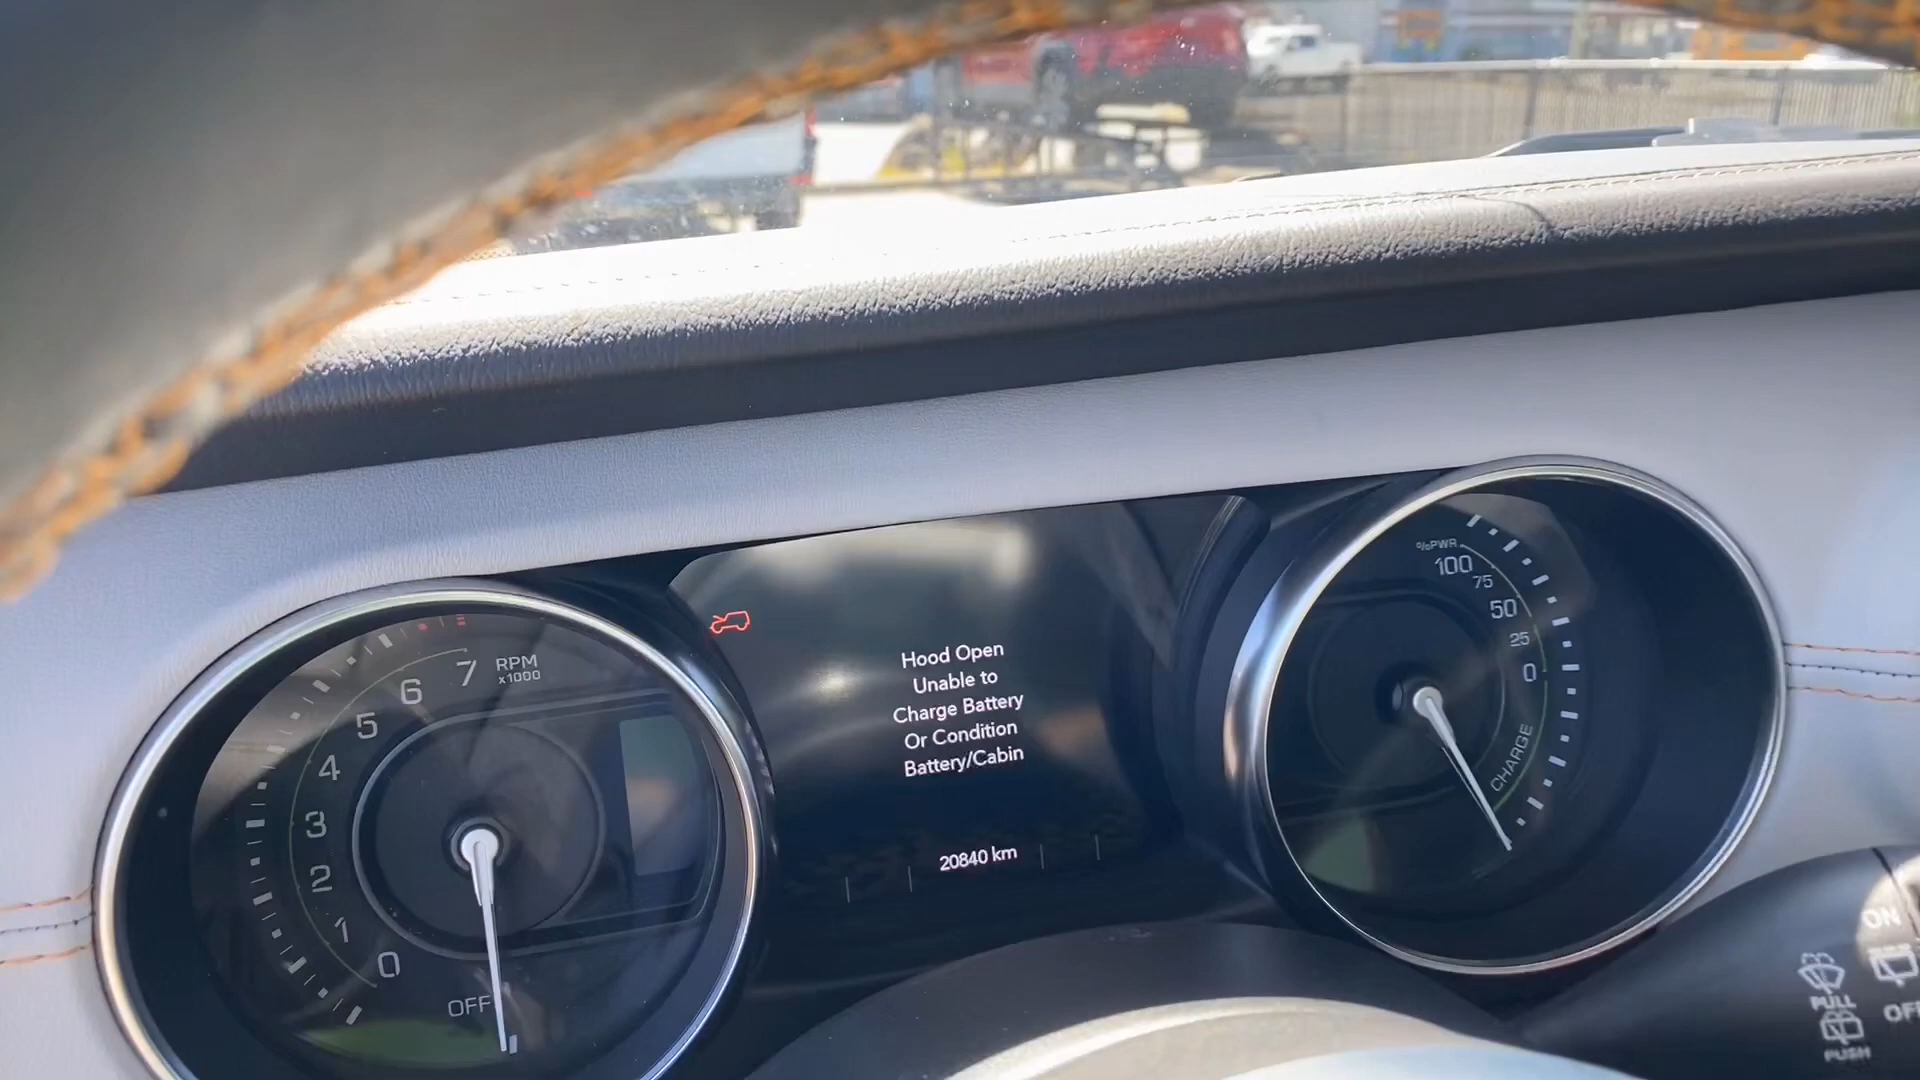 %PWR
100
75
50
25
0
CHARGE
Hood Open
Unable to
Charge Battery
Or Condition
Battery/Cabin
20840 km
RPM
x1000
7
6
5
4
3
2
1
0
OFF
ON
PULL
OFF
PUSH